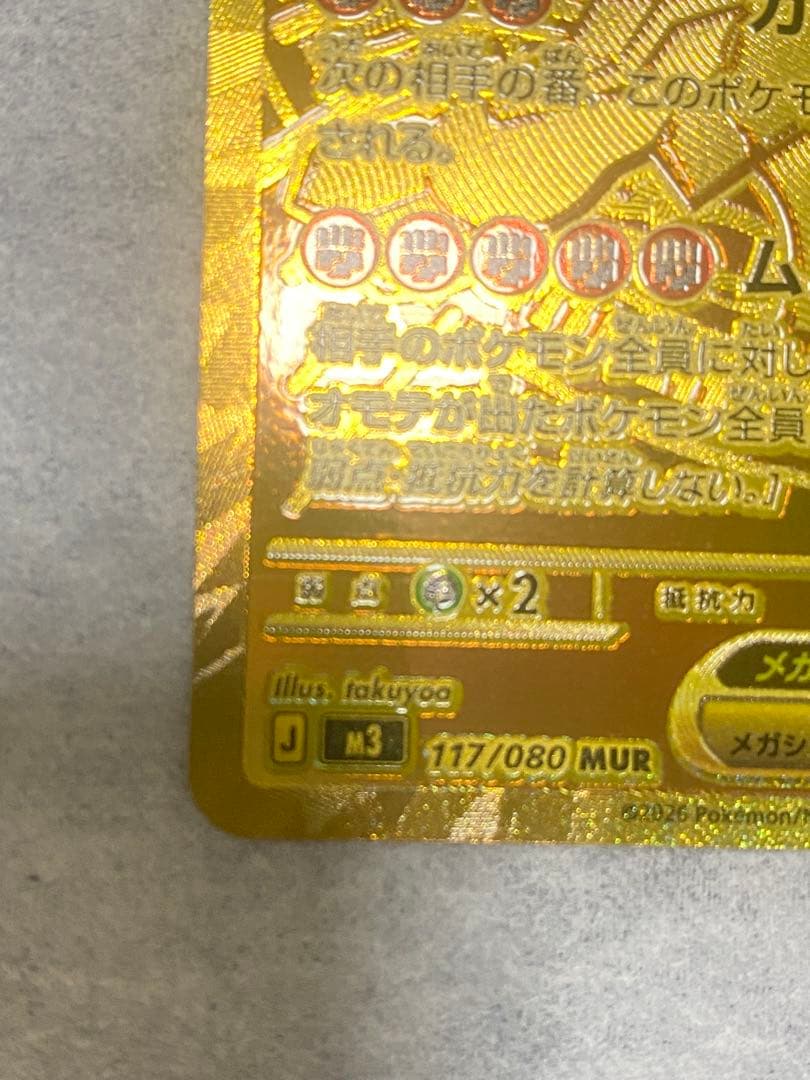 次の相手の番、このポケモ
される。
ム
相手のポケモン全員に対し
オモテが出たポケモン全員
弱点・抵抗力を計算しない。]
弱点 ×2 抵抗力
Illus. takuyoa
メガ
J M3 117/080 MUR
メガシ
©2026 Pokémon/N